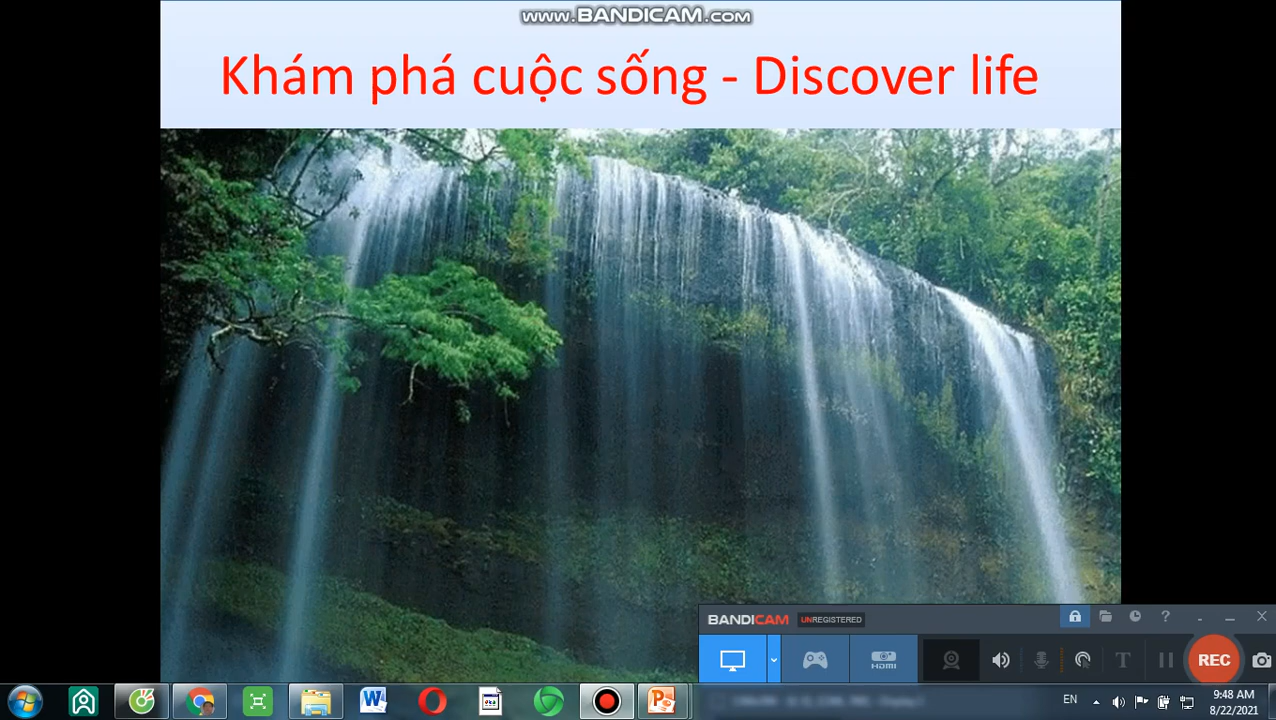 www.BANDICAM.com
Khám phá cuộc sống - Discover life
BANDICAM UNREGISTERED
HDMI
REC
EN
9:48 AM
8/22/2021